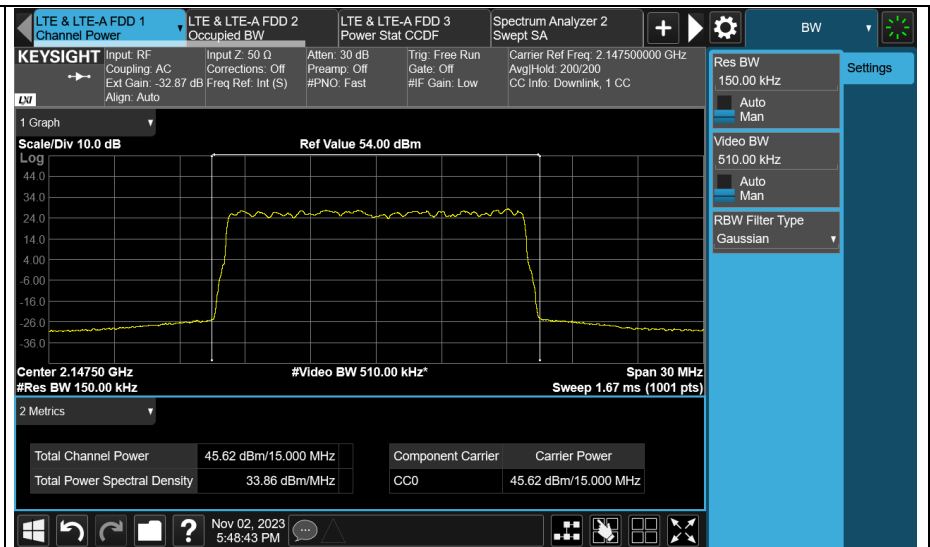 LTE & LTE-A FDD 1
Channel Power
LTE & LTE-A FDD 2
Occupied BW
LTE & LTE-A FDD 3
Power Stat CCDF
Spectrum Analyzer 2
Swept SA
BW
KEYSIGHT
LXI
Input: RF
Coupling: AC
Ext Gain: -32.87 dB
Align: Auto
Input Z: 50 Ω
Corrections: Off
Freq Ref: Int (S)
Atten: 30 dB
Preamp: Off
#PNO: Fast
Trig: Free Run
Gate: Off
#IF Gain: Low
Carrier Ref Freq: 2.147500000 GHz
Avg|Hold: 200/200
CC Info: Downlink, 1 CC
1 Graph
Scale/Div 10.0 dB
Ref Value 54.00 dBm
Log
44.0
34.0
24.0
14.0
4.00
-6.00
-16.0
-26.0
-36.0
Center 2.14750 GHz
#Video BW 510.00 kHz*
Span 30 MHz
#Res BW 150.00 kHz
Sweep 1.67 ms (1001 pts)
2 Metrics
Total Channel Power 45.62 dBm/15.000 MHz
Total Power Spectral Density 33.86 dBm/MHz
Component Carrier Carrier Power
CC0 45.62 dBm/15.000 MHz
Res BW
150.00 kHz
Auto
Man
Video BW
510.00 kHz
Auto
Man
RBW Filter Type
Gaussian
Settings
?
Nov 02, 2023
5:48:43 PM